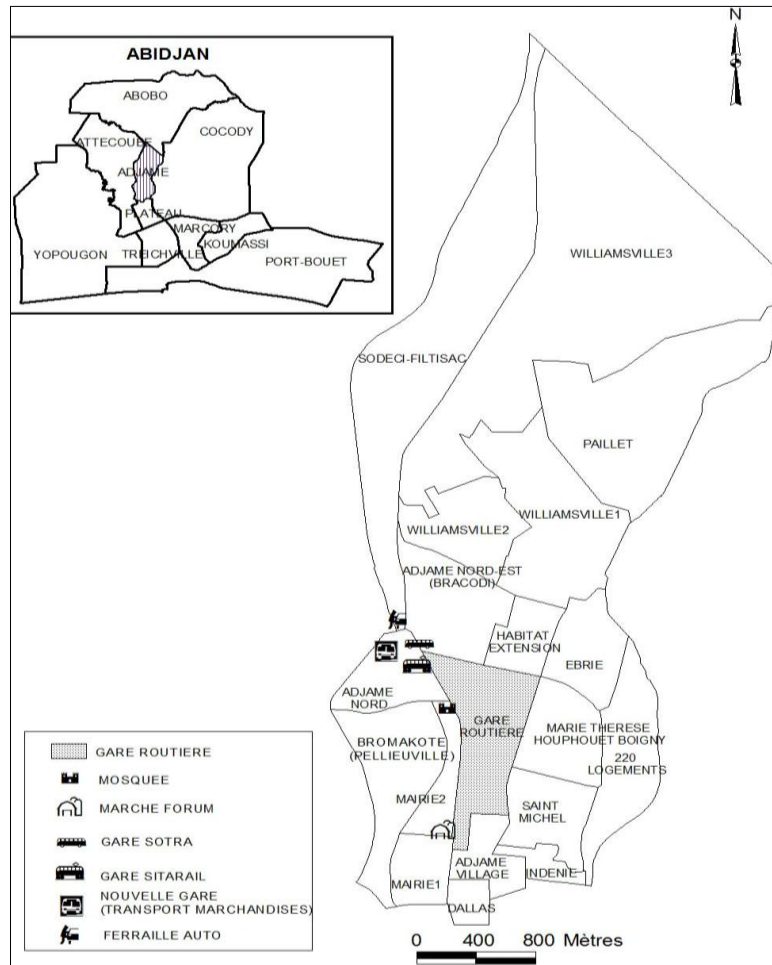 N
ABIDJAN
ABOBO
COCODY
ATTECOUBE
ADJAME
PLATEAU
MARCORY
KOUMASSI
YOPOUGON
TREICHVILLE
PORT-BOUET
WILLIAMSVILLE3
SODECI-FILTISAC
PAILLET
WILLIAMSVILLE1
WILLIAMSVILLE2
ADJAME NORD-EST
(BRACODI)
HABITAT
EXTENSION
EBRIE
ADJAME
NORD
GARE
ROUTIERE
MARIE THERESE
HOUPHOUET BOIGNY
220
LOGEMENTS
BROMAKOTE
(PELLIEUVILLE)
MAIRIE2
SAINT
MICHEL
ADJAME
VILLAGE
INDENIE
MAIRIE1
DALLAS
GARE ROUTIERE
MOSQUEE
MARCHE FORUM
GARE SOTRA
GARE SITARAIL
NOUVELLE GARE
(TRANSPORT MARCHANDISES)
FERRAILLE AUTO
0 400 800 Mètres